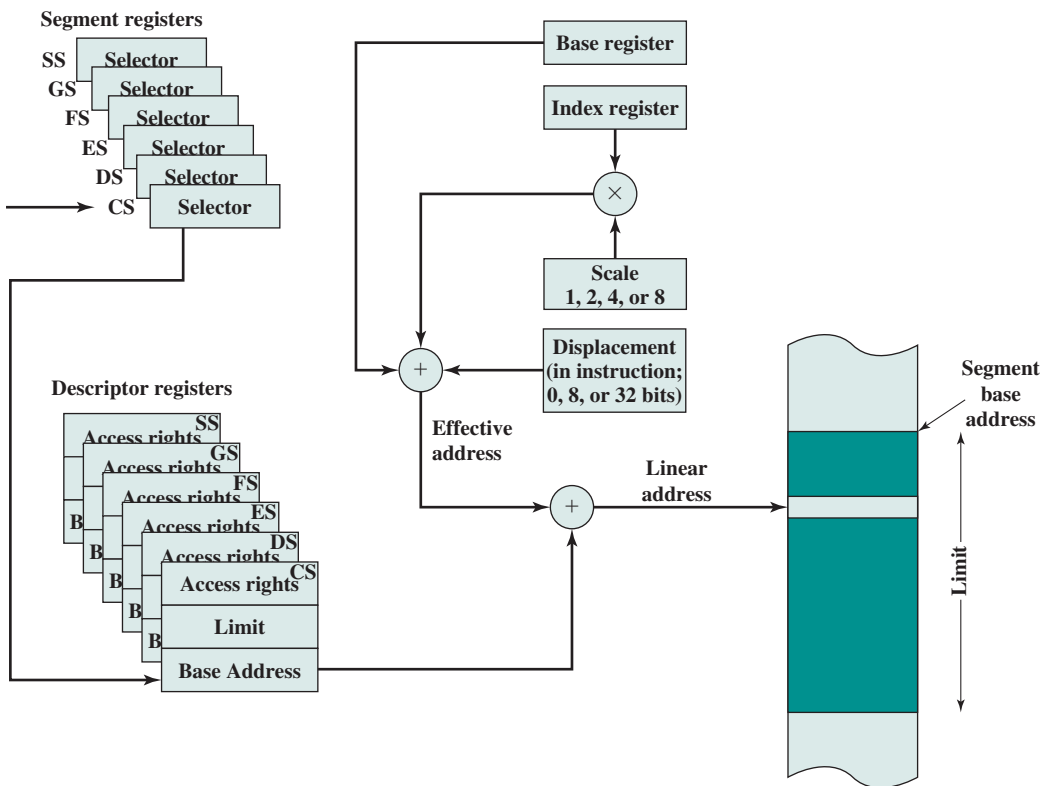 Segment registers
SS
Selector
GS
Selector
FS
Selector
ES
Selector
DS
Selector
CS
Selector
Base register
Index register
×
Scale
1, 2, 4, or 8
Displacement
(in instruction;
0, 8, or 32 bits)
+
Effective
address
Descriptor registers
SS
Access rights
GS
Access rights
FS
Access rights
B
ES
Access rights
B
DS
Access rights
B
CS
Access rights
B
Limit
B
Base Address
+
Linear
address
Segment
base
address
Limit